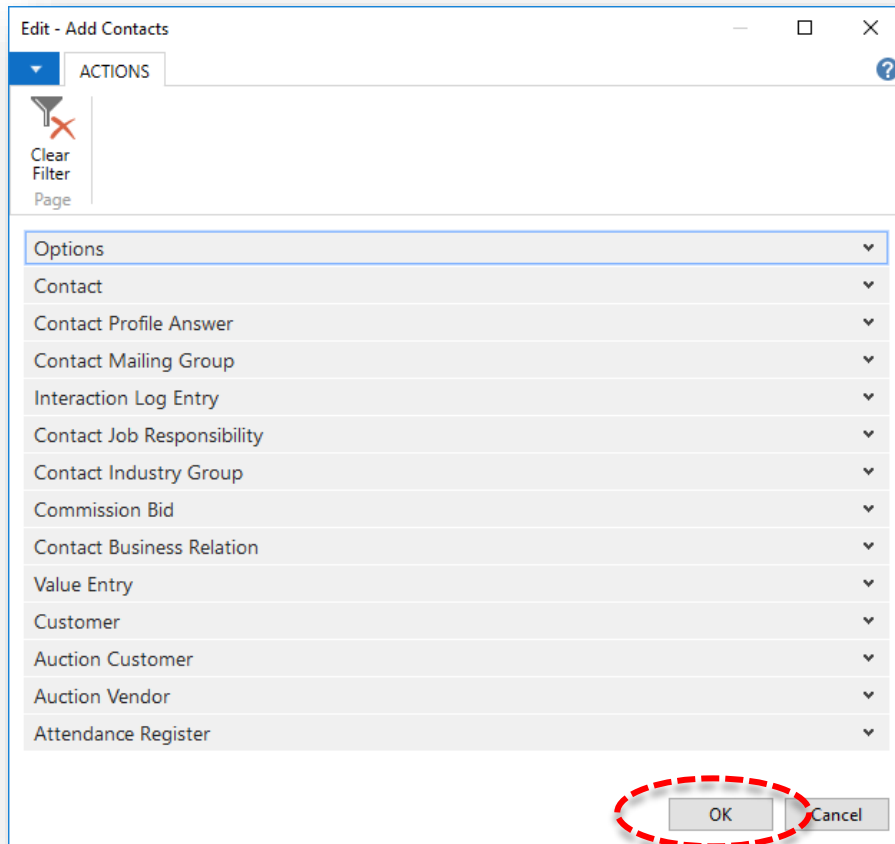 Edit - Add Contacts
ACTIONS
?
Clear
Filter
Page
Options
Contact
Contact Profile Answer
Contact Mailing Group
Interaction Log Entry
Contact Job Responsibility
Contact Industry Group
Commission Bid
Contact Business Relation
Value Entry
Customer
Auction Customer
Auction Vendor
Attendance Register
OK Cancel